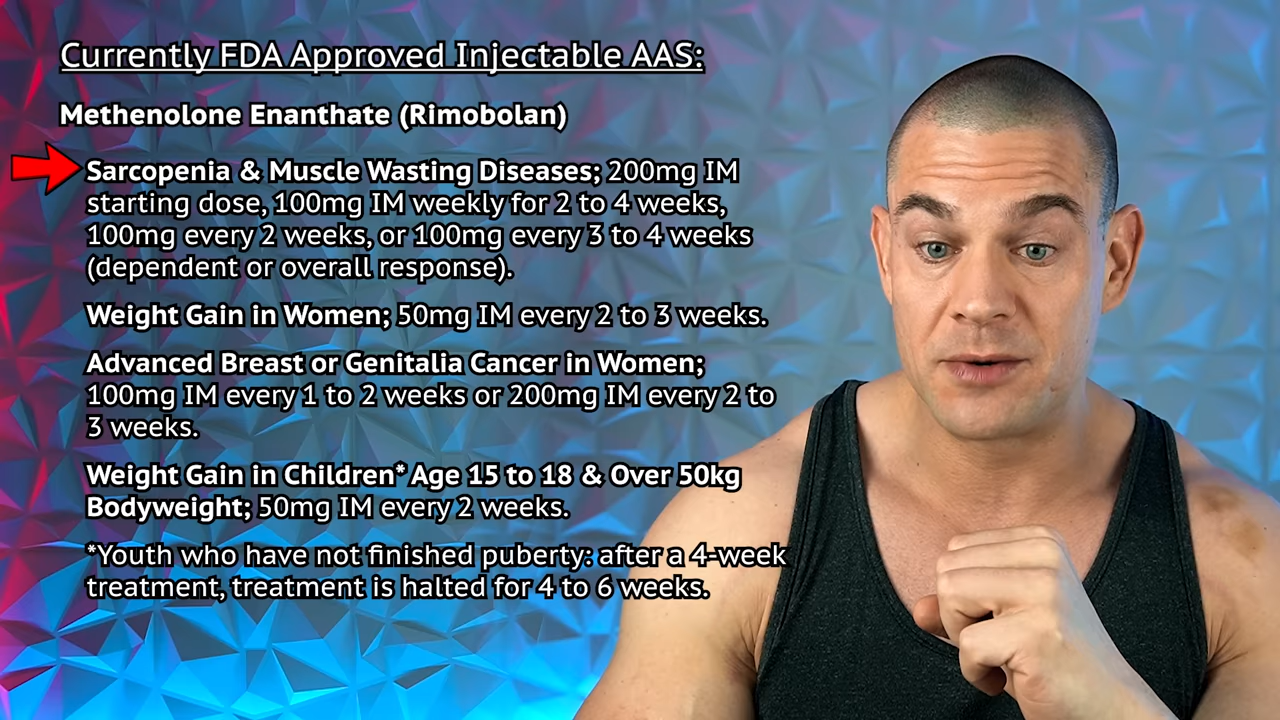 Currently FDA Approved Injectable AAS:
Methenolone Enanthate (Rimobolan)
Sarcopenia & Muscle Wasting Diseases; 200mg IM
starting dose, 100mg IM weekly for 2 to 4 weeks,
100mg every 2 weeks, or 100mg every 3 to 4 weeks
(dependent or overall response).
Weight Gain in Women; 50mg IM every 2 to 3 weeks.
Advanced Breast or Genitalia Cancer in Women;
100mg IM every 1 to 2 weeks or 200mg IM every 2 to
3 weeks.
Weight Gain in Children* Age 15 to 18 & Over 50kg
Bodyweight; 50mg IM every 2 weeks.
*Youth who have not finished puberty: after a 4-week
treatment, treatment is halted for 4 to 6 weeks.